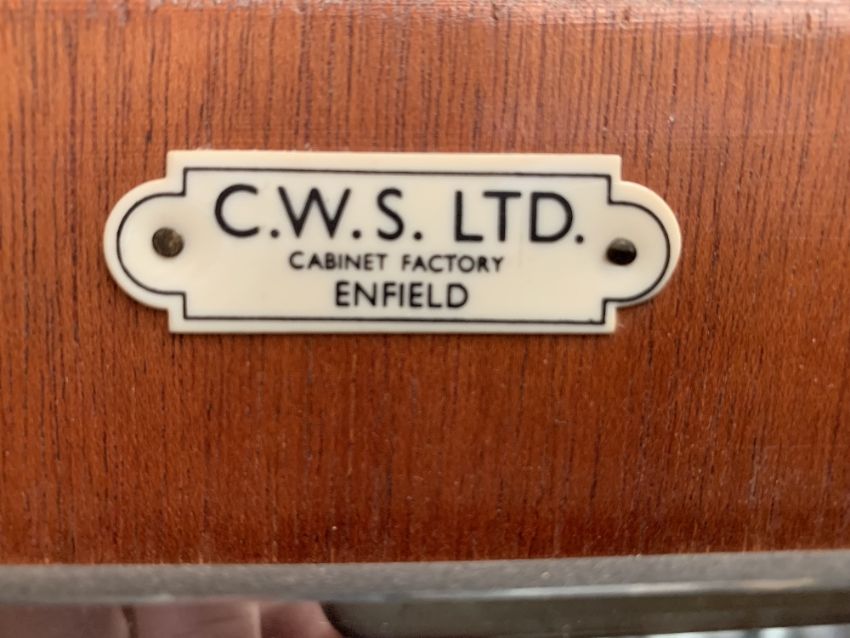 C.W.S. LTD.
CABINET FACTORY
ENFIELD